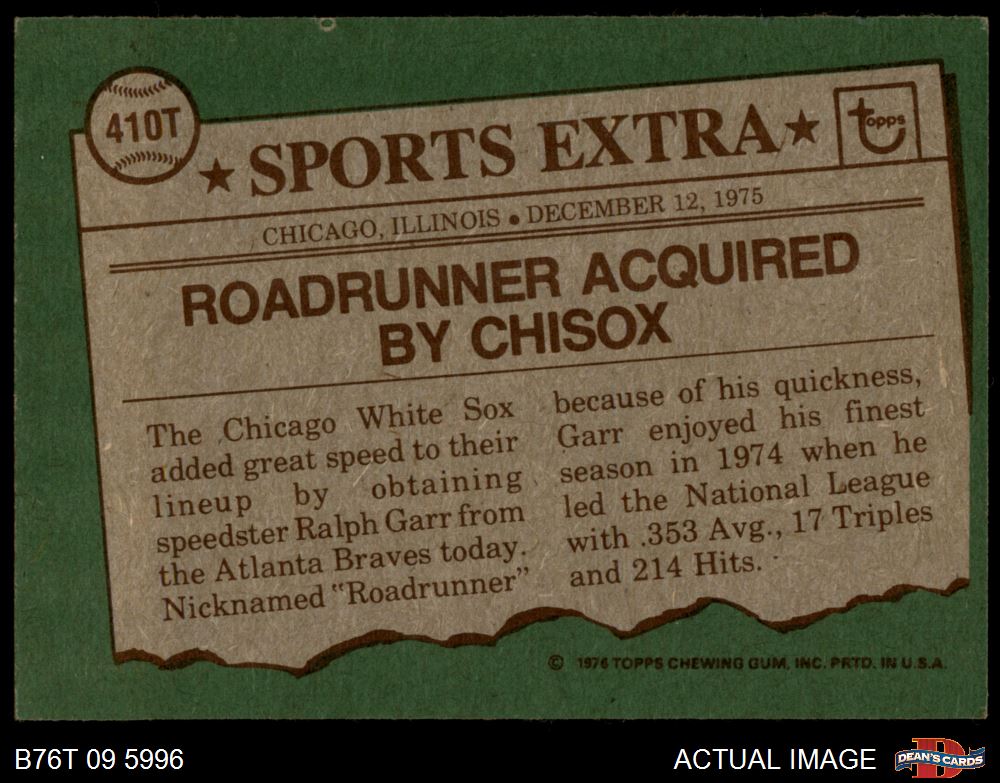 410T
★ SPORTS EXTRA ★
topps
CHICAGO, ILLINOIS • DECEMBER 12, 1975
ROADRUNNER ACQUIRED
BY CHISOX
The Chicago White Sox
added great speed to their
lineup by obtaining
speedster Ralph Garr from
the Atlanta Braves today.
Nicknamed "Roadrunner"
because of his quickness,
Garr enjoyed his finest
season in 1974 when he
led the National League
with .353 Avg., 17 Triples
and 214 Hits.
© 1976 TOPPS CHEWING GUM, INC. PRTD. IN U.S.A.
B76T 09 5996
ACTUAL IMAGE
D
DEAN'S CARDS